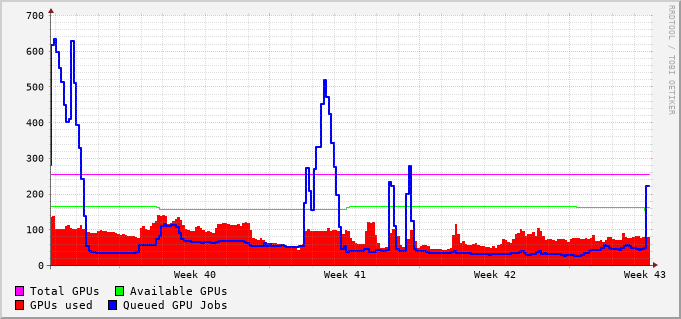 700
600
500
400
300
200
100
0
Week 40 Week 41 Week 42 Week 43
Total GPUs Available GPUs
GPUs used Queued GPU Jobs
RRDTOOL / TOBI OETIKER